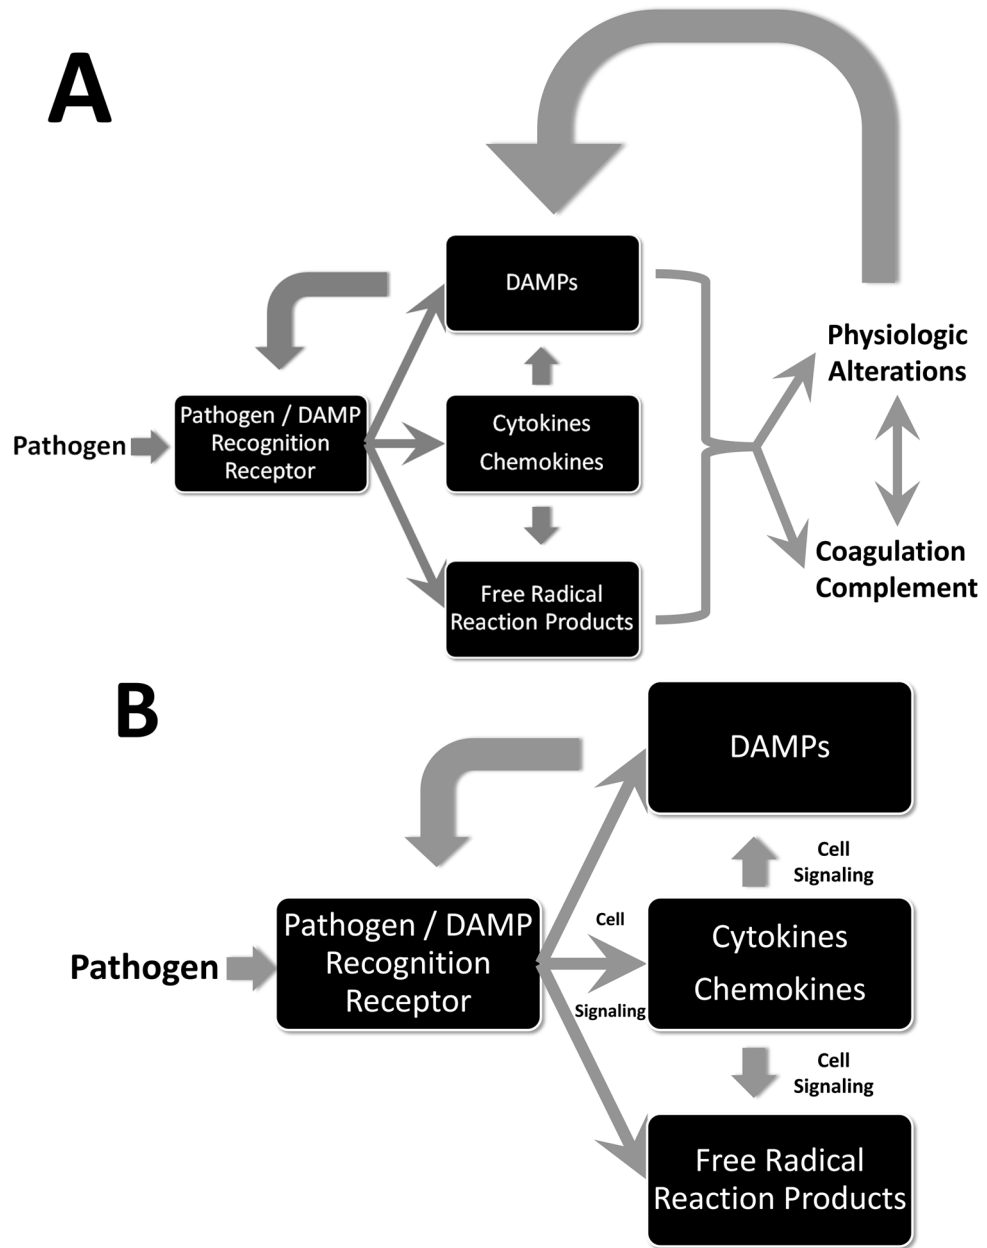 A
DAMPs
Physiologic
Alterations
Pathogen
Pathogen / DAMP
Recognition
Receptor
Cytokines
Chemokines
Coagulation
Complement
Free Radical
Reaction Products
B
DAMPs
Cell
Signaling
Pathogen
Pathogen / DAMP
Recognition
Receptor
Cell
Signaling
Cytokines
Chemokines
Cell
Signaling
Free Radical
Reaction Products